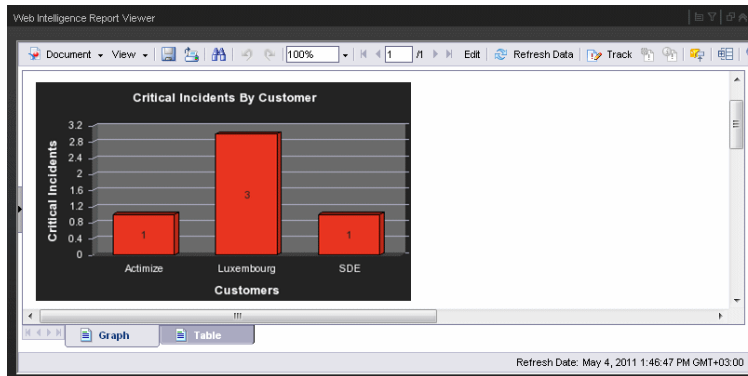 Web Intelligence Report Viewer
Document View 100% 1 /1 Edit Refresh Data Track
Critical Incidents By Customer
3.2
2.8
2.4
2
1.6
1.2
0.8
0.4
0
Critical Incidents
1
3
1
Actimize Luxembourg SDE
Customers
Graph Table
Refresh Date: May 4, 2011 1:46:47 PM GMT+03:00